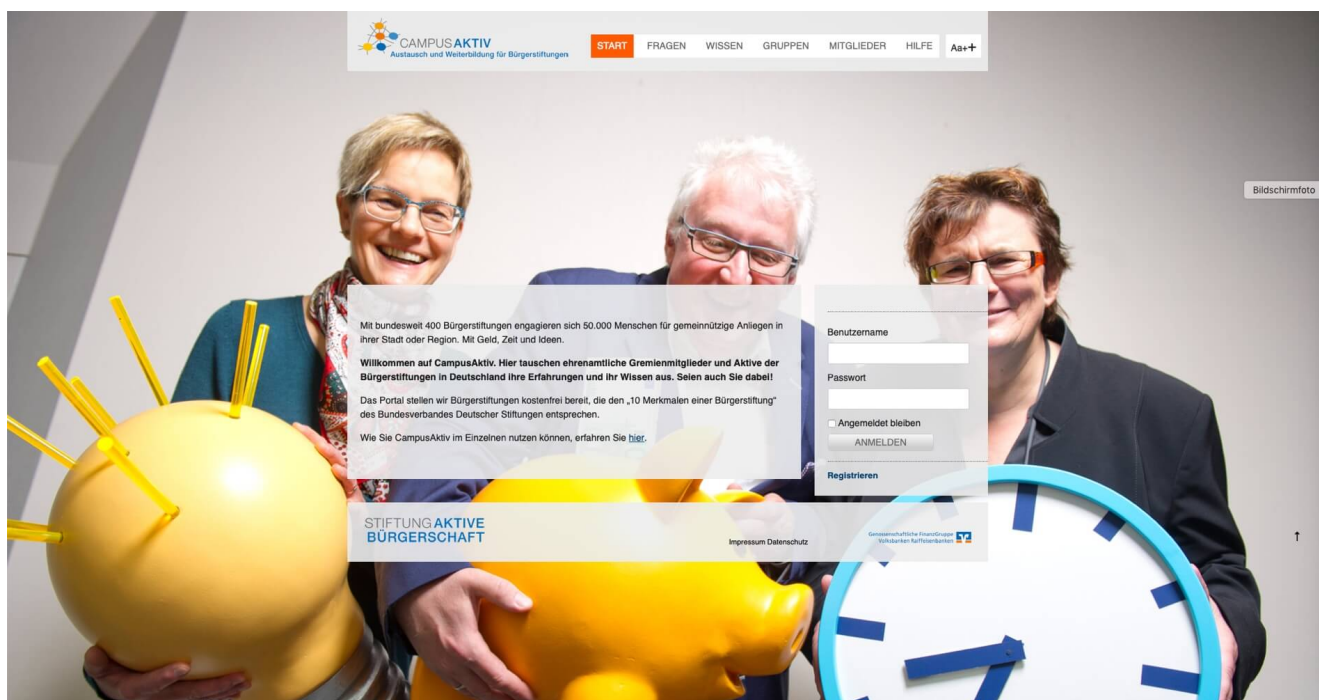 CAMPUS AKTIV
Austausch und Weiterbildung für Bürgerstiftungen
START FRAGEN WISSEN GRUPPEN MITGLIEDER HILFE Aa++
Bildschirmfoto
Mit bundesweit 400 Bürgerstiftungen engagieren sich 50.000 Menschen für gemeinnützige Anliegen in
ihrer Stadt oder Region. Mit Geld, Zeit und Ideen.
Willkommen auf CampusAktiv. Hier tauschen ehrenamtliche Gremienmitglieder und Aktive der
Bürgerstiftungen in Deutschland ihre Erfahrungen und ihr Wissen aus. Seien auch Sie dabei!
Das Portal stellen wir Bürgerstiftungen kostenfrei bereit, die den „10 Merkmalen einer Bürgerstiftung“
des Bundesverbandes Deutscher Stiftungen entsprechen.
Wie Sie CampusAktiv im Einzelnen nutzen können, erfahren Sie hier.
Benutzername
Passwort
Angemeldet bleiben
ANMELDEN
Registrieren
STIFTUNG AKTIVE
BÜRGERSCHAFT
Impressum Datenschutz
Genossenschaftliche FinanzGruppe
Volksbanken Raiffeisenbanken